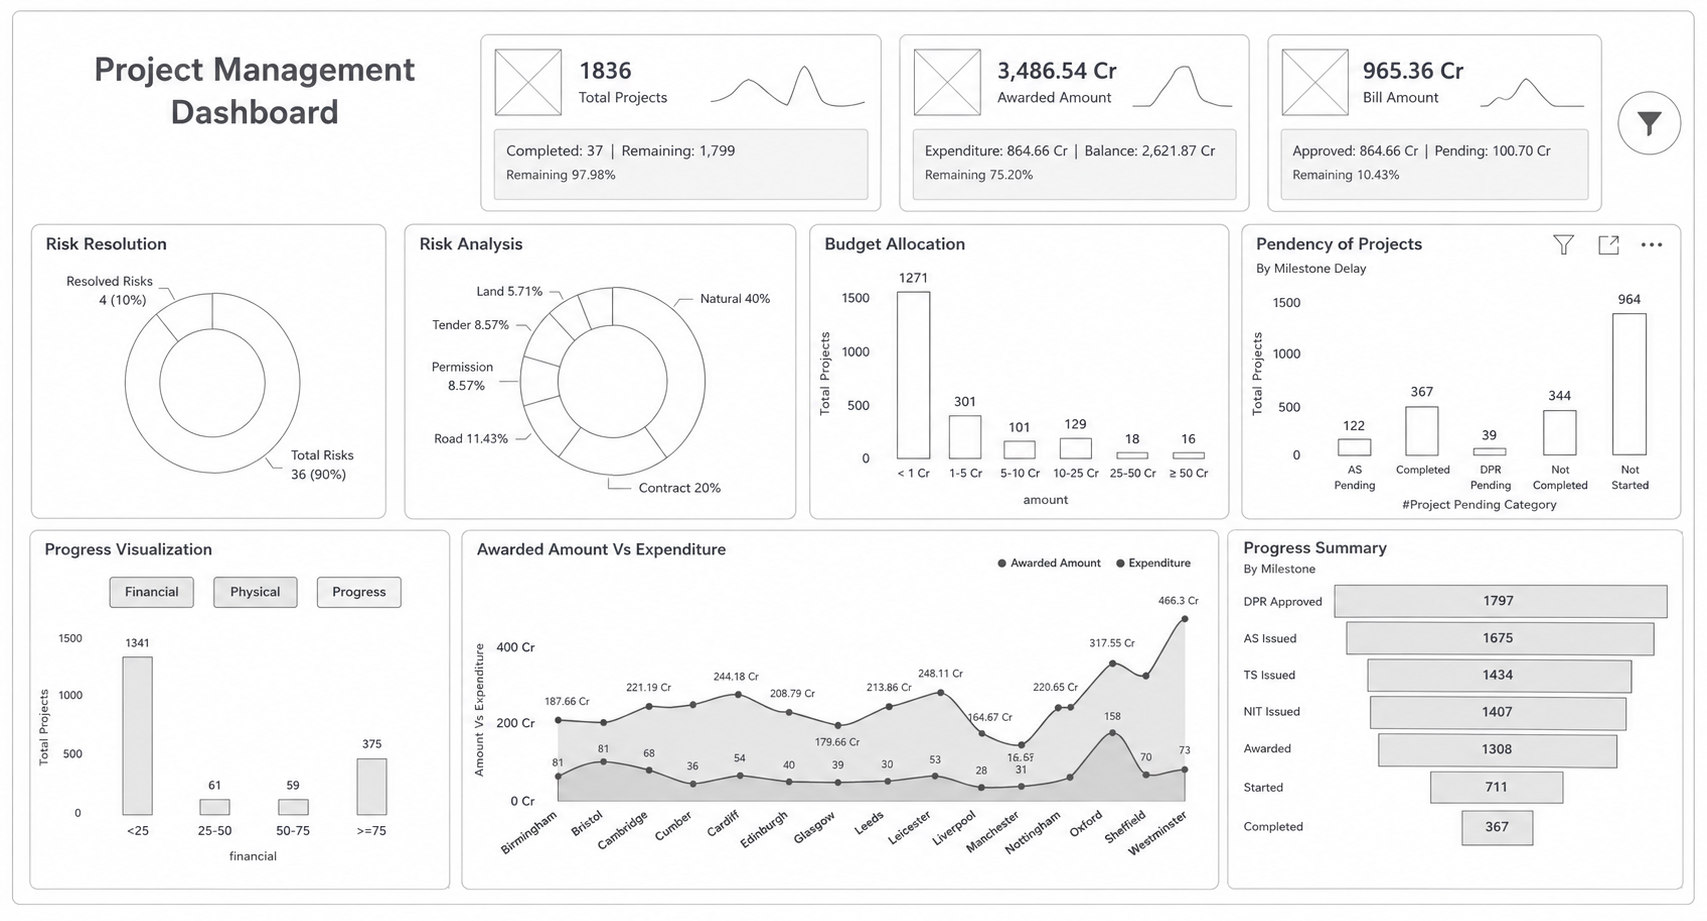 Project Management
Dashboard
1836
Total Projects
Completed: 37 | Remaining: 1,799
Remaining 97.98%
3,486.54 Cr
Awarded Amount
Expenditure: 864.66 Cr | Balance: 2,621.87 Cr
Remaining 75.20%
965.36 Cr
Bill Amount
Approved: 864.66 Cr | Pending: 100.70 Cr
Remaining 10.43%
Risk Resolution
Resolved Risks
4 (10%)
Total Risks
36 (90%)
Risk Analysis
Land 5.71%
Natural 40%
Tender 8.57%
Permission
8.57%
Road 11.43%
Contract 20%
Budget Allocation
Total Projects
1500
1000
500
0
1271
301
101
129
18
16
< 1 Cr
1-5 Cr
5-10 Cr
10-25 Cr
25-50 Cr
≥ 50 Cr
amount
Pendency of Projects
By Milestone Delay
Total Projects
1500
1000
500
0
122
367
39
344
964
AS
Pending
Completed
DPR
Pending
Not
Completed
Not
Started
#Project Pending Category
Progress Visualization
Financial
Physical
Progress
Total Projects
1500
1000
500
0
1341
61
59
375
<25
25-50
50-75
>=75
financial
Awarded Amount Vs Expenditure
Awarded Amount
Expenditure
Amount Vs Expenditure
400 Cr
200 Cr
0 Cr
187.66 Cr
221.19 Cr
244.18 Cr
208.79 Cr
179.66 Cr
213.86 Cr
248.11 Cr
164.67 Cr
220.65 Cr
317.55 Cr
466.3 Cr
81
81
68
36
54
40
39
30
53
28
31
158
70
73
Birmingham
Bristol
Cambridge
Cumber
Cardiff
Edinburgh
Glasgow
Leeds
Leicester
Liverpool
Manchester
Nottingham
Oxford
Sheffield
Westminster
Progress Summary
By Milestone
DPR Approved
1797
AS Issued
1675
TS Issued
1434
NIT Issued
1407
Awarded
1308
Started
711
Completed
367